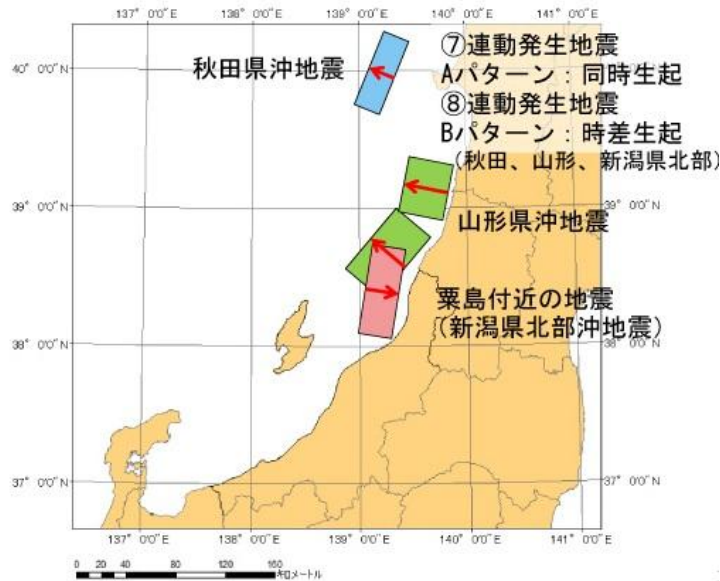 137° 0'0"E 138° 0'0"E 139° 0'0"E 140° 0'0"E 141° 0'0"E
⑦連動発生地震
秋田県沖地震
Aパターン：同時生起
40° 0'0"N 40° 0'0"N
⑧連動発生地震
Bパターン：時差生起
（秋田、山形、新潟県北部）
39° 0'0"N 39° 0'0"N
山形県沖地震
粟島付近の地震
（新潟県北部沖地震）
38° 0'0"N 38° 0'0"N
37° 0'0"N 37° 0'0"N
137° 0'0"E 138° 0'0"E 139° 0'0"E 140° 0'0"E 141° 0'0"E
0 20 40 80 120 160
キロメートル